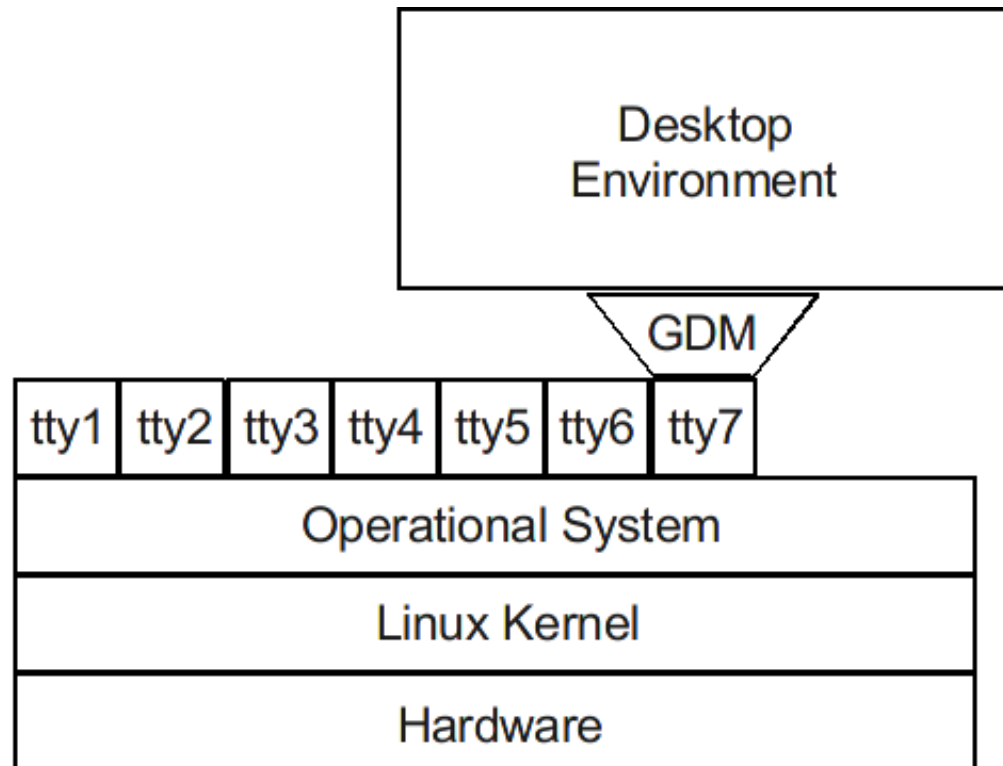 Desktop
Environment
GDM
tty1 tty2 tty3 tty4 tty5 tty6 tty7
Operational System
Linux Kernel
Hardware